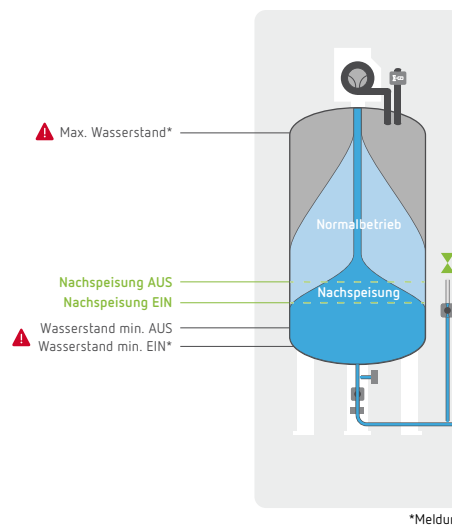 Max. Wasserstand*
Normalbetrieb
Nachspeisung AUS
Nachspeisung
Nachspeisung EIN
Wasserstand min. AUS
Wasserstand min. EIN*